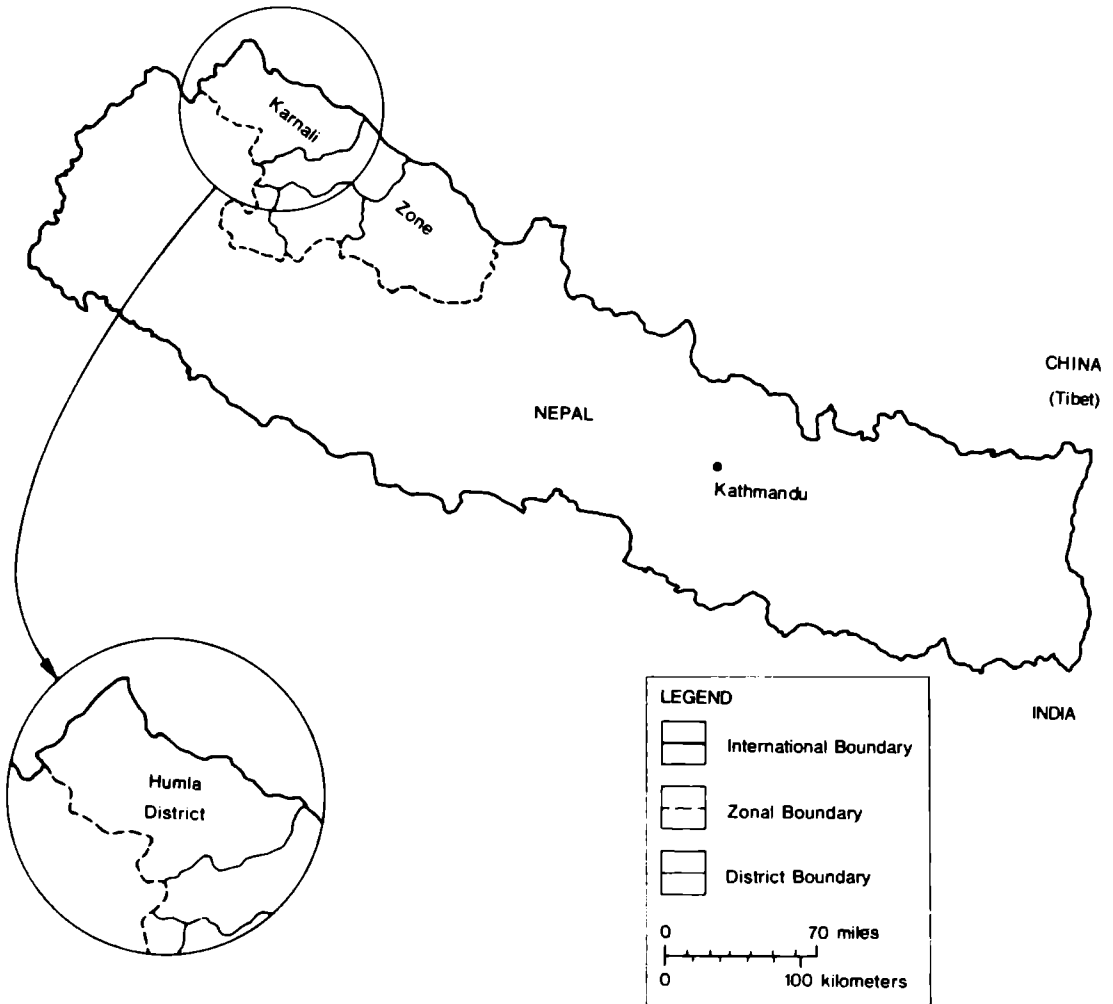 Karnali
Zone
CHINA
(Tibet)
NEPAL
Kathmandu
INDIA
Humla
District
LEGEND
International Boundary
Zonal Boundary
District Boundary
0 70 miles
0 100 kilometers